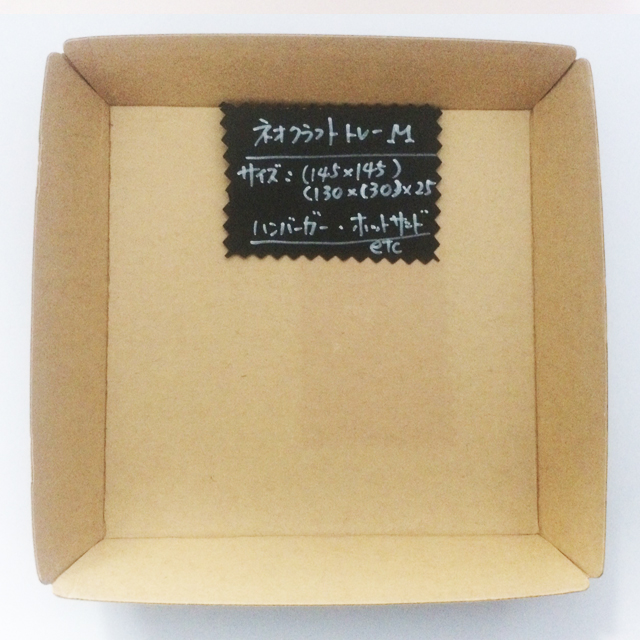 ネオクラフトトレーM
サイズ:(145×145)
(130×130)×25
ハンバーガー・ホットサンド
etc